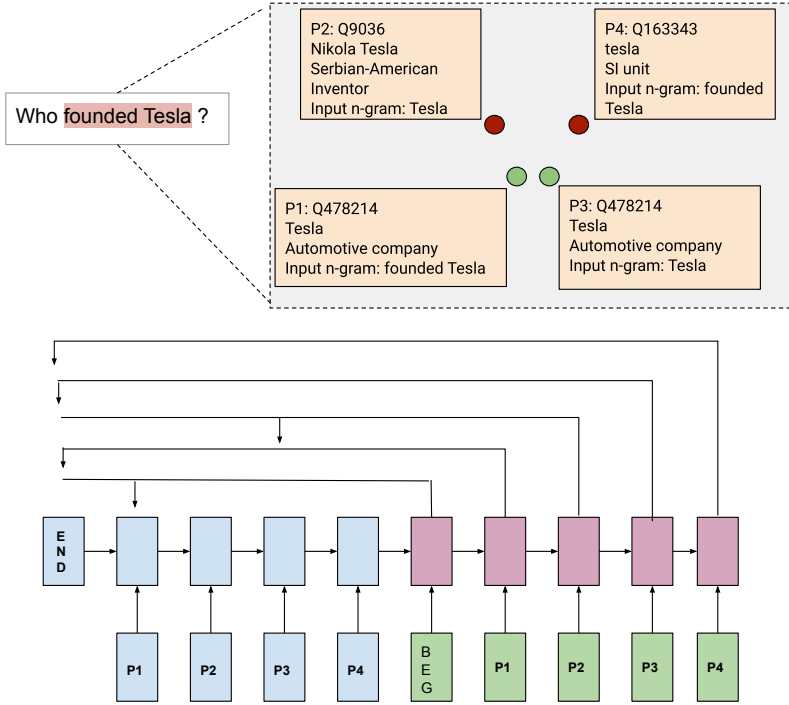 P2: Q9036
Nikola Tesla
Serbian-American
Inventor
Input n-gram: Tesla
P4: Q163343
tesla
SI unit
Input n-gram: founded
Tesla
Who founded Tesla ?
P1: Q478214
Tesla
Automotive company
Input n-gram: founded Tesla
P3: Q478214
Tesla
Automotive company
Input n-gram: Tesla
E
N
D
P1
P2
P3
P4
B
E
G
P1
P2
P3
P4